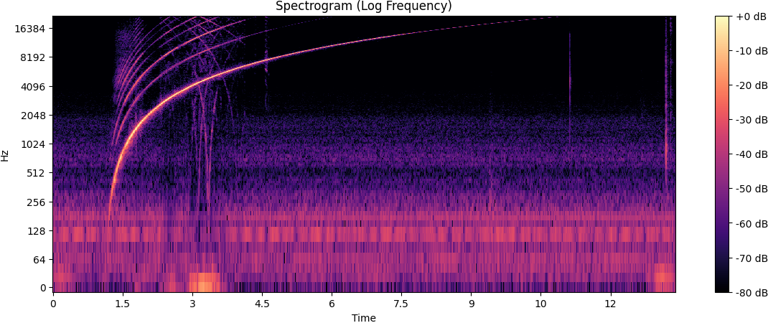 Spectrogram (Log Frequency)
16384
8192
4096
2048
1024
512
256
128
64
0
Hz
0 1.5 3 4.5 6 7.5 9 10 12
Time
+0 dB
-10 dB
-20 dB
-30 dB
-40 dB
-50 dB
-60 dB
-70 dB
-80 dB